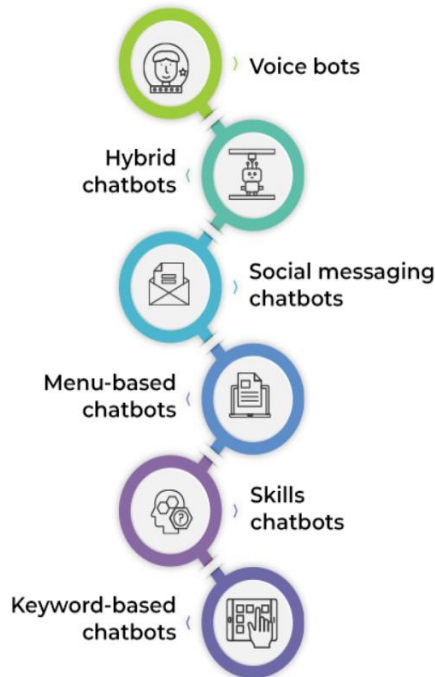 Voice bots
Hybrid
chatbots
Social messaging
chatbots
Menu-based
chatbots
Skills
chatbots
Keyword-based
chatbots